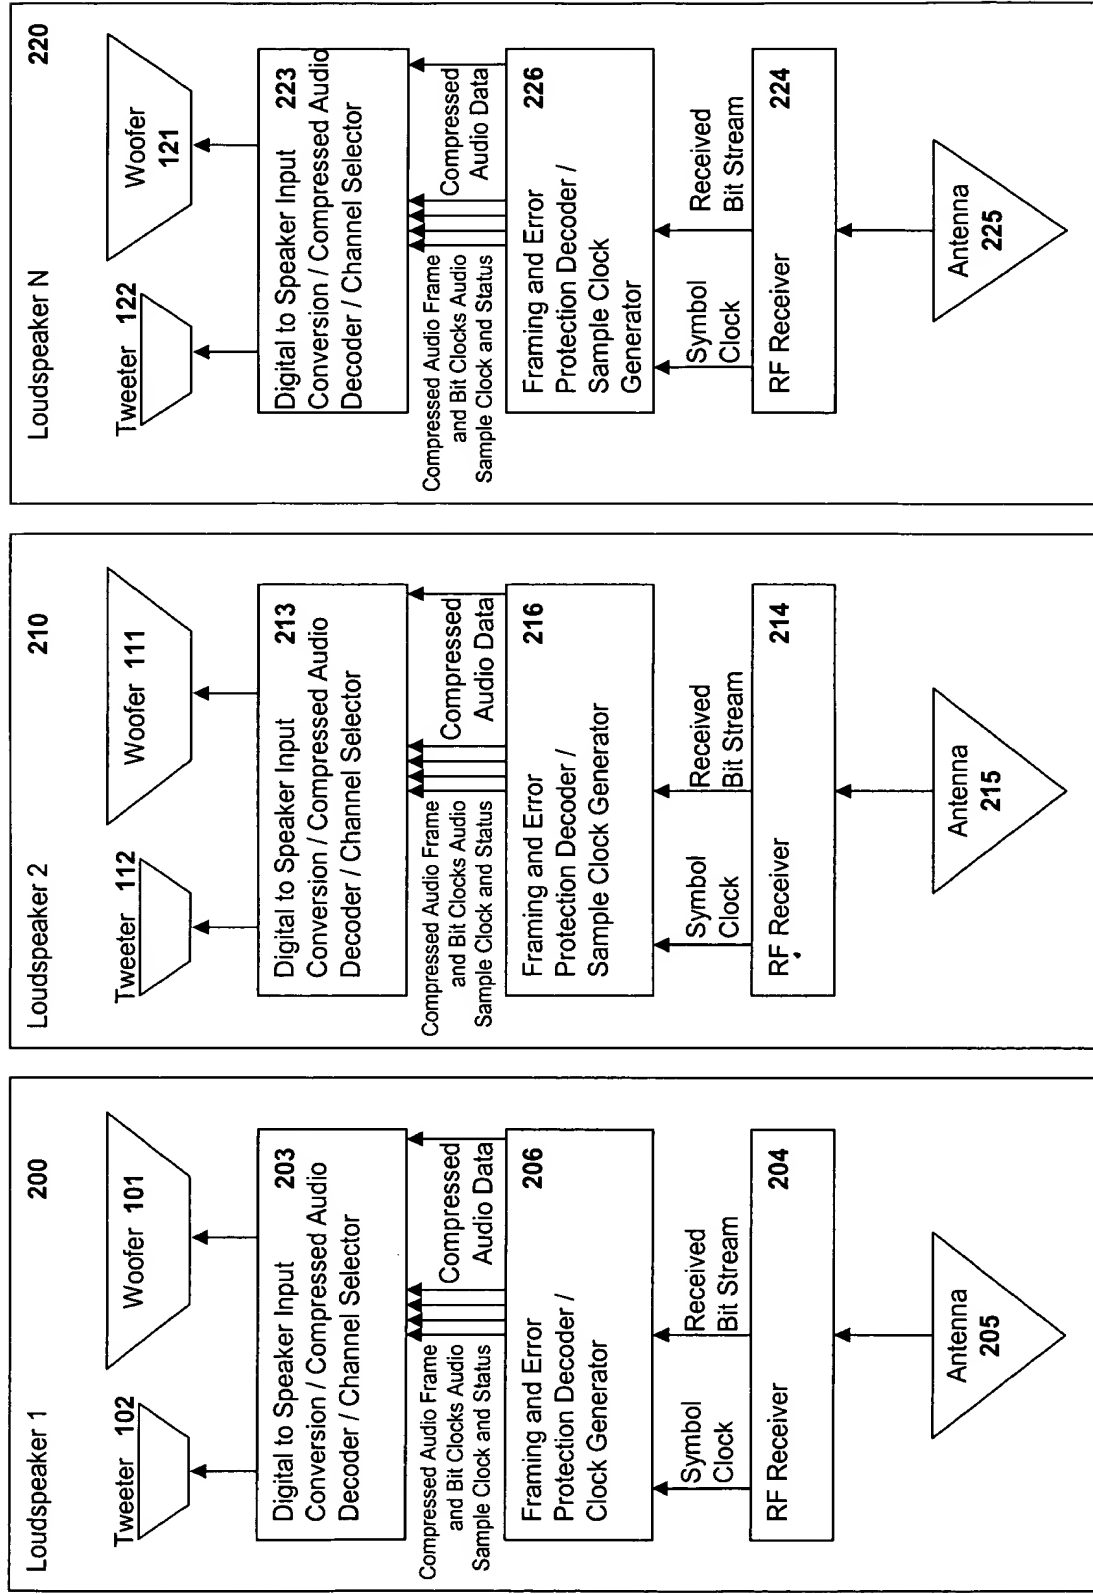 Loudspeaker 1
200
Tweeter 102
Woofer 101
Digital to Speaker Input
203
Conversion / Compressed Audio
Decoder / Channel Selector
Compressed Audio Frame
and Bit Clocks Audio
Sample Clock and Status
Compressed
Audio Data
Framing and Error
206
Protection Decoder /
Clock Generator
Symbol
Clock
Received
Bit Stream
RF Receiver
204
Antenna
205
Loudspeaker 2
210
Tweeter 112
Woofer 111
Digital to Speaker Input
213
Conversion / Compressed Audio
Decoder / Channel Selector
Compressed Audio Frame
and Bit Clocks Audio
Sample Clock and Status
Compressed
Audio Data
Framing and Error
216
Protection Decoder /
Sample Clock Generator
Symbol
Clock
Received
Bit Stream
RF Receiver
214
Antenna
215
Loudspeaker N
220
Tweeter 122
Woofer
121
Digital to Speaker Input
223
Conversion / Compressed Audio
Decoder / Channel Selector
Compressed Audio Frame
and Bit Clocks Audio
Sample Clock and Status
Compressed
Audio Data
Framing and Error
226
Protection Decoder /
Sample Clock
Generator
Symbol
Clock
Received
Bit Stream
RF Receiver
224
Antenna
225